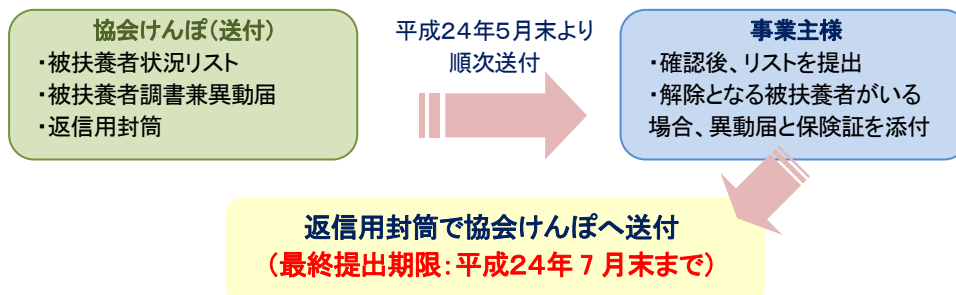 協会けんぽ(送付)
・被扶養者状況リスト
・被扶養者調書兼異動届
・返信用封筒
平成24年5月末より
順次送付
事業主様
・確認後、リストを提出
・解除となる被扶養者がいる
場合、異動届と保険証を添付
返信用封筒で協会けんぽへ送付
(最終提出期限:平成24年7月末まで)